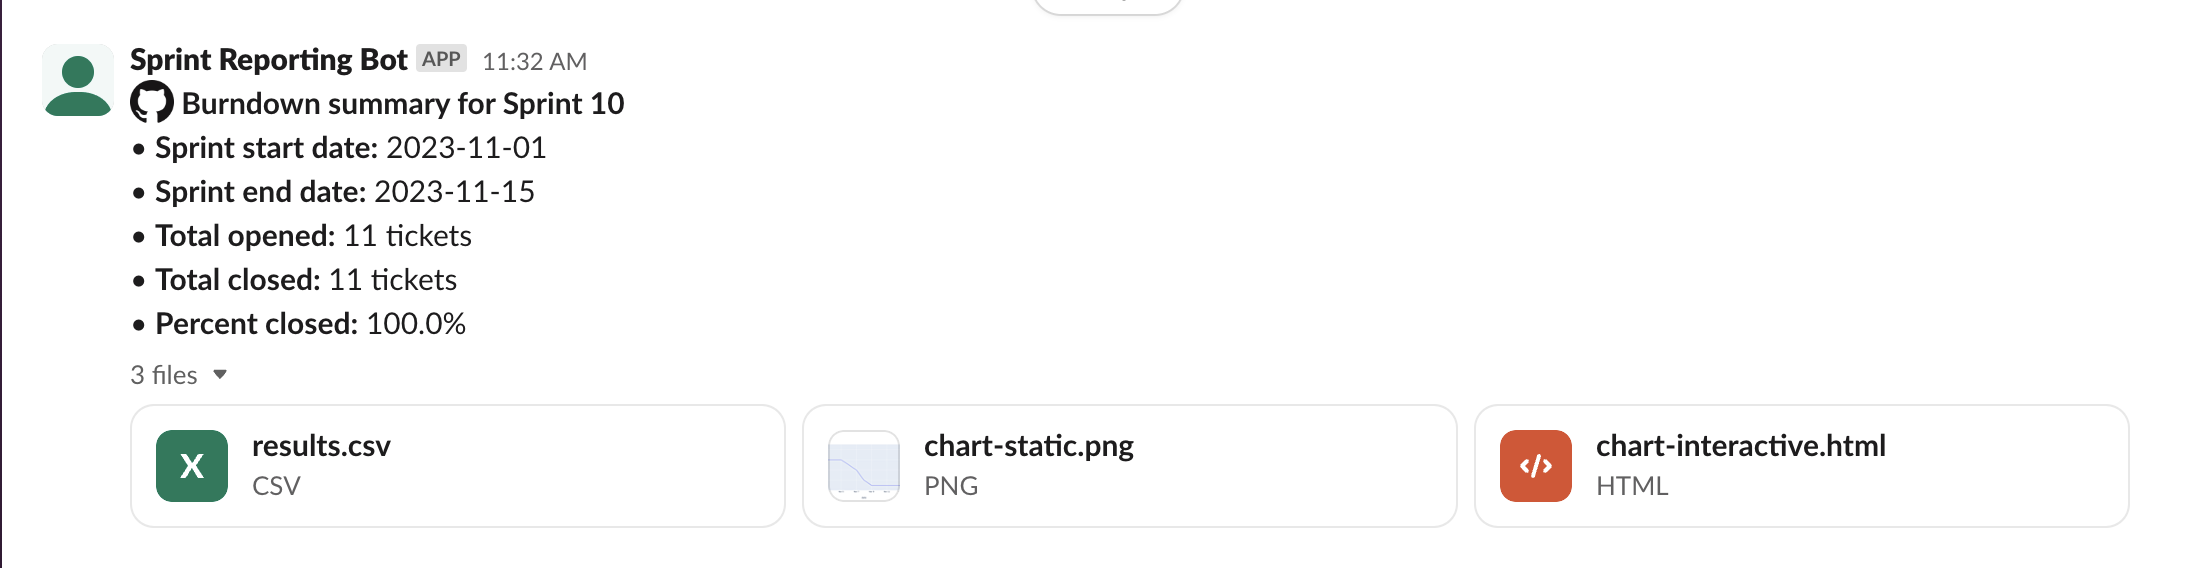 Sprint Reporting Bot APP 11:32 AM
Burndown summary for Sprint 10
• Sprint start date: 2023-11-01
• Sprint end date: 2023-11-15
• Total opened: 11 tickets
• Total closed: 11 tickets
• Percent closed: 100.0%
3 files
X
results.csv
CSV
chart-static.png
PNG
</>
chart-interactive.html
HTML